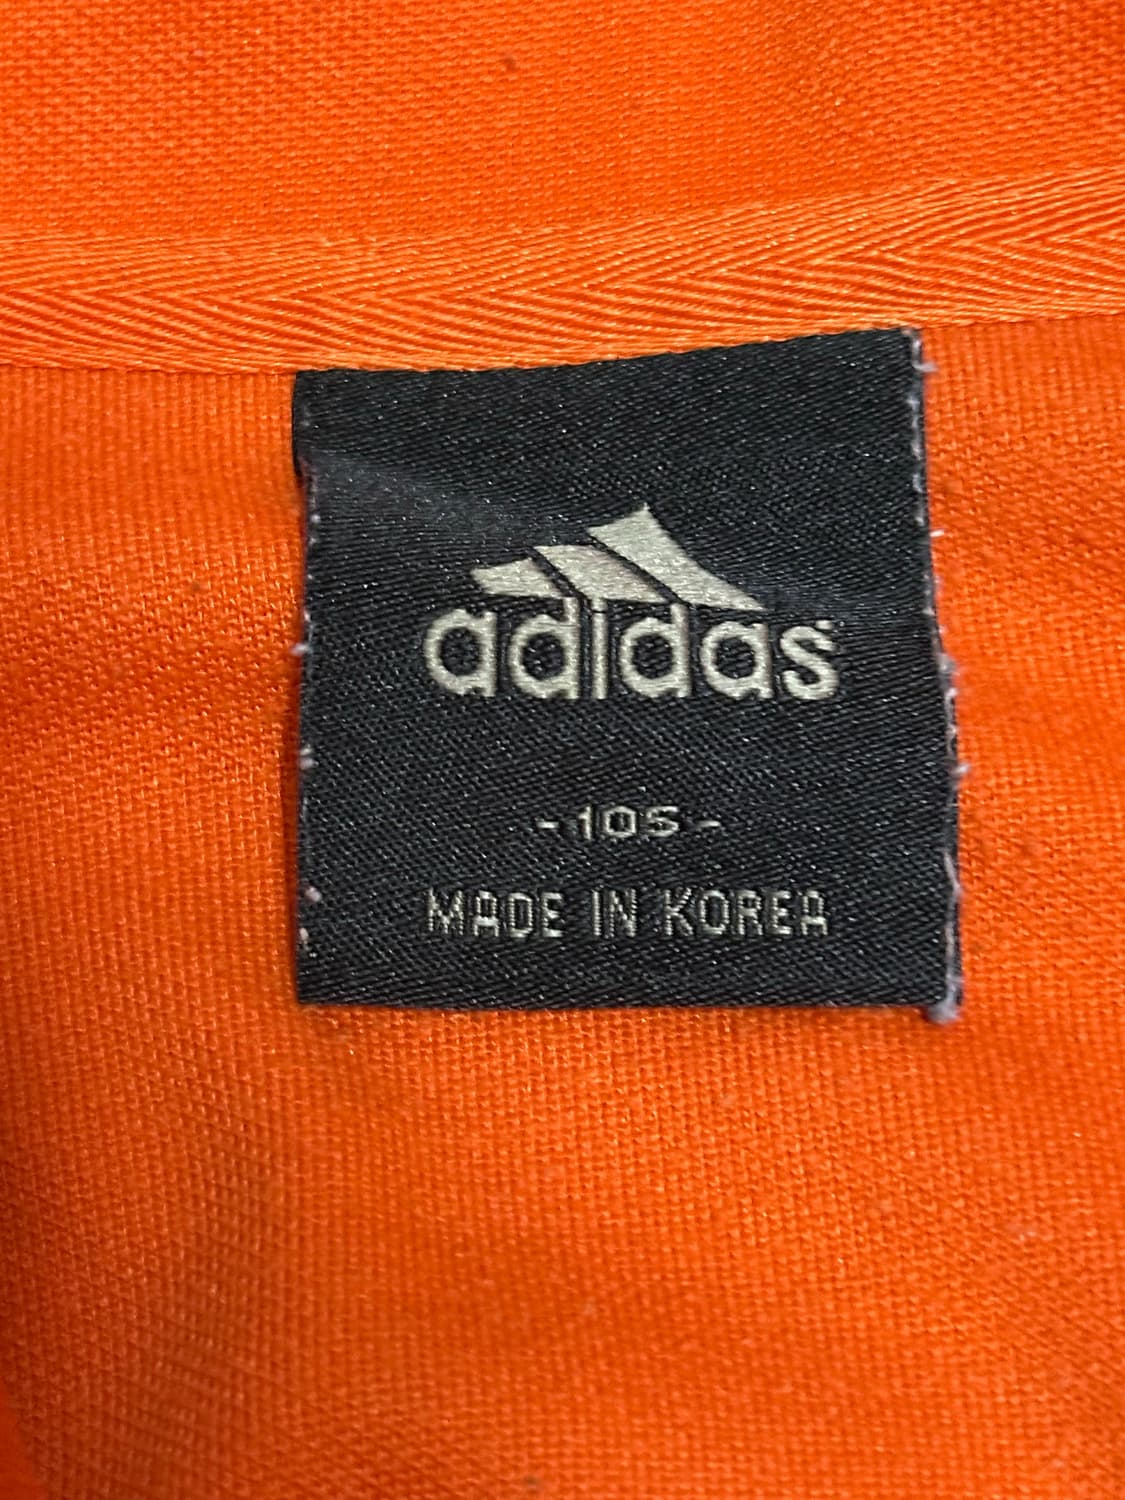 adidas
-105-
MADE IN KOREA